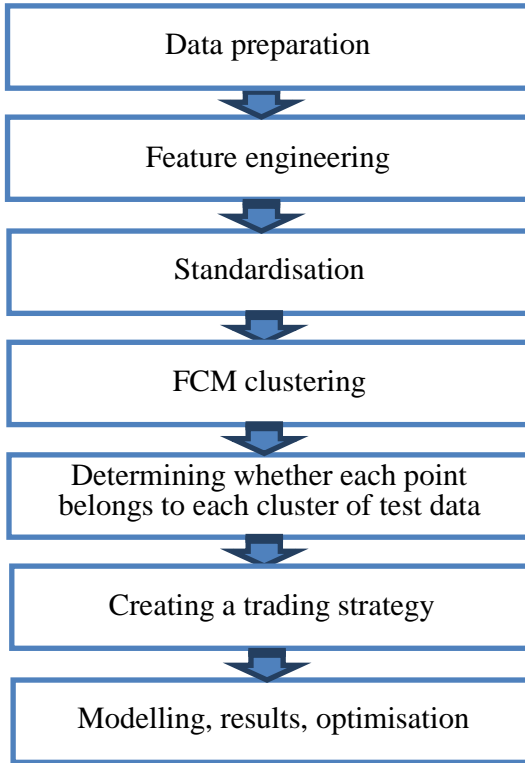 Data preparation
Feature engineering
Standardisation
FCM clustering
Determining whether each point
belongs to each cluster of test data
Creating a trading strategy
Modelling, results, optimisation